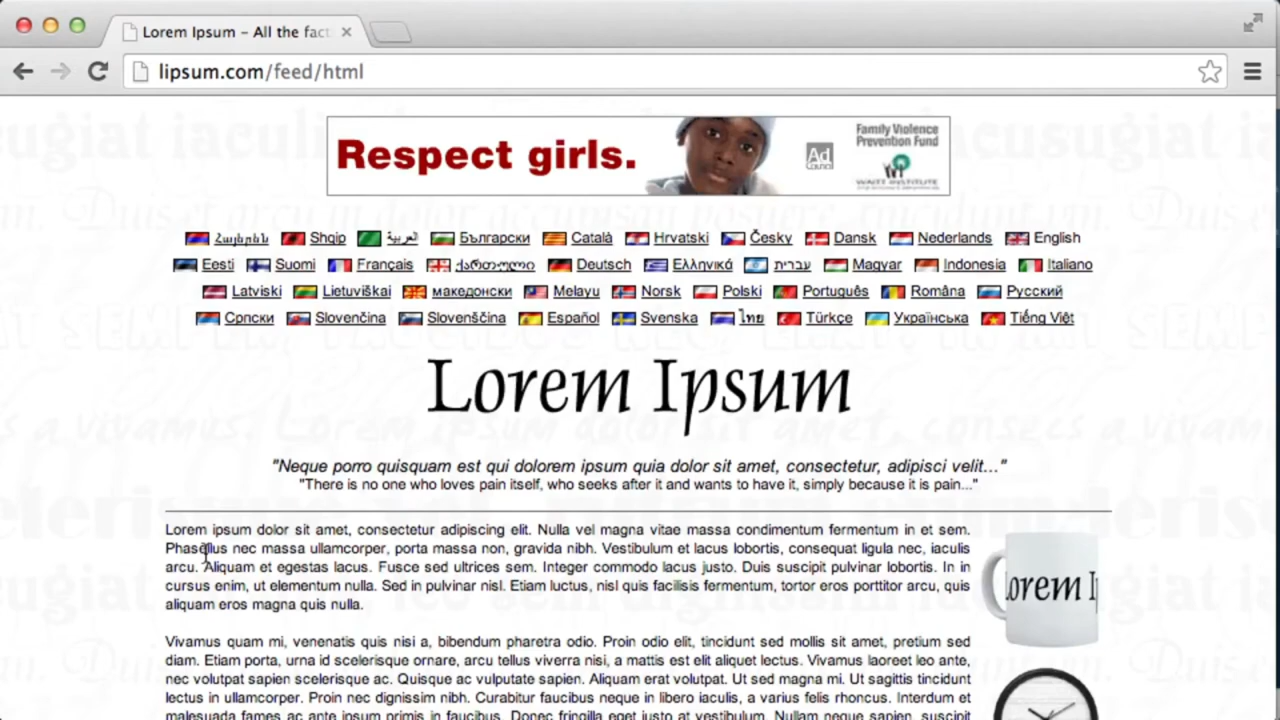 Lorem Ipsum - All the fact
lipsum.com/feed/html
Respect girls.
Ad Council
Family Violence
Prevention Fund
WAITT INSTITUTE
Հայերեն Shqip العربية Български Català Hrvatski Česky Dansk Nederlands English
Eesti Suomi Français ქართული Deutsch Ελληνικά עברית Magyar Indonesia Italiano
Latviski Lietuviškai македонски Melayu Norsk Polski Português Româna Русский
Српски Slovenčina Slovenščina Español Svenska ไทย Türkçe Українська Tiếng Việt
Lorem Ipsum
"Neque porro quisquam est qui dolorem ipsum quia dolor sit amet, consectetur, adipisci velit..."
"There is no one who loves pain itself, who seeks after it and wants to have it, simply because it is pain..."
Lorem ipsum dolor sit amet, consectetur adipiscing elit. Nulla vel magna vitae massa condimentum fermentum in et sem.
Phasellus nec massa ullamcorper, porta massa non, gravida nibh. Vestibulum et lacus lobortis, consequat ligula nec, iaculis
arcu. Aliquam et egestas lacus. Fusce sed ultrices sem. Integer commodo lacus justo. Duis suscipit pulvinar lobortis. In in
cursus enim, ut elementum nulla. Sed in pulvinar nisl. Etiam luctus, nisl quis facilisis fermentum, tortor eros porttitor arcu, quis
aliquam eros magna quis nulla.
Lorem I
Vivamus quam mi, venenatis quis nisi a, bibendum pharetra odio. Proin odio elit, tincidunt sed mollis sit amet, pretium sed
diam. Etiam porta, urna id scelerisque ornare, arcu tellus viverra nisi, a mattis est elit aliquet lectus. Vivamus laoreet leo ante,
nec volutpat sapien scelerisque ac. Quisque ac vulputate sapien. Aliquam erat volutpat. Ut sed magna mi. Ut sagittis tincidunt
lectus in ullamcorper. Proin nec dignissim nibh. Curabitur faucibus neque in libero iaculis, a varius felis rhoncus. Interdum et
malesuada fames ac ante ipsum primis in faucibus. Donec fringilla eget justo at vestibulum. Nullam neque sapien, suscipit